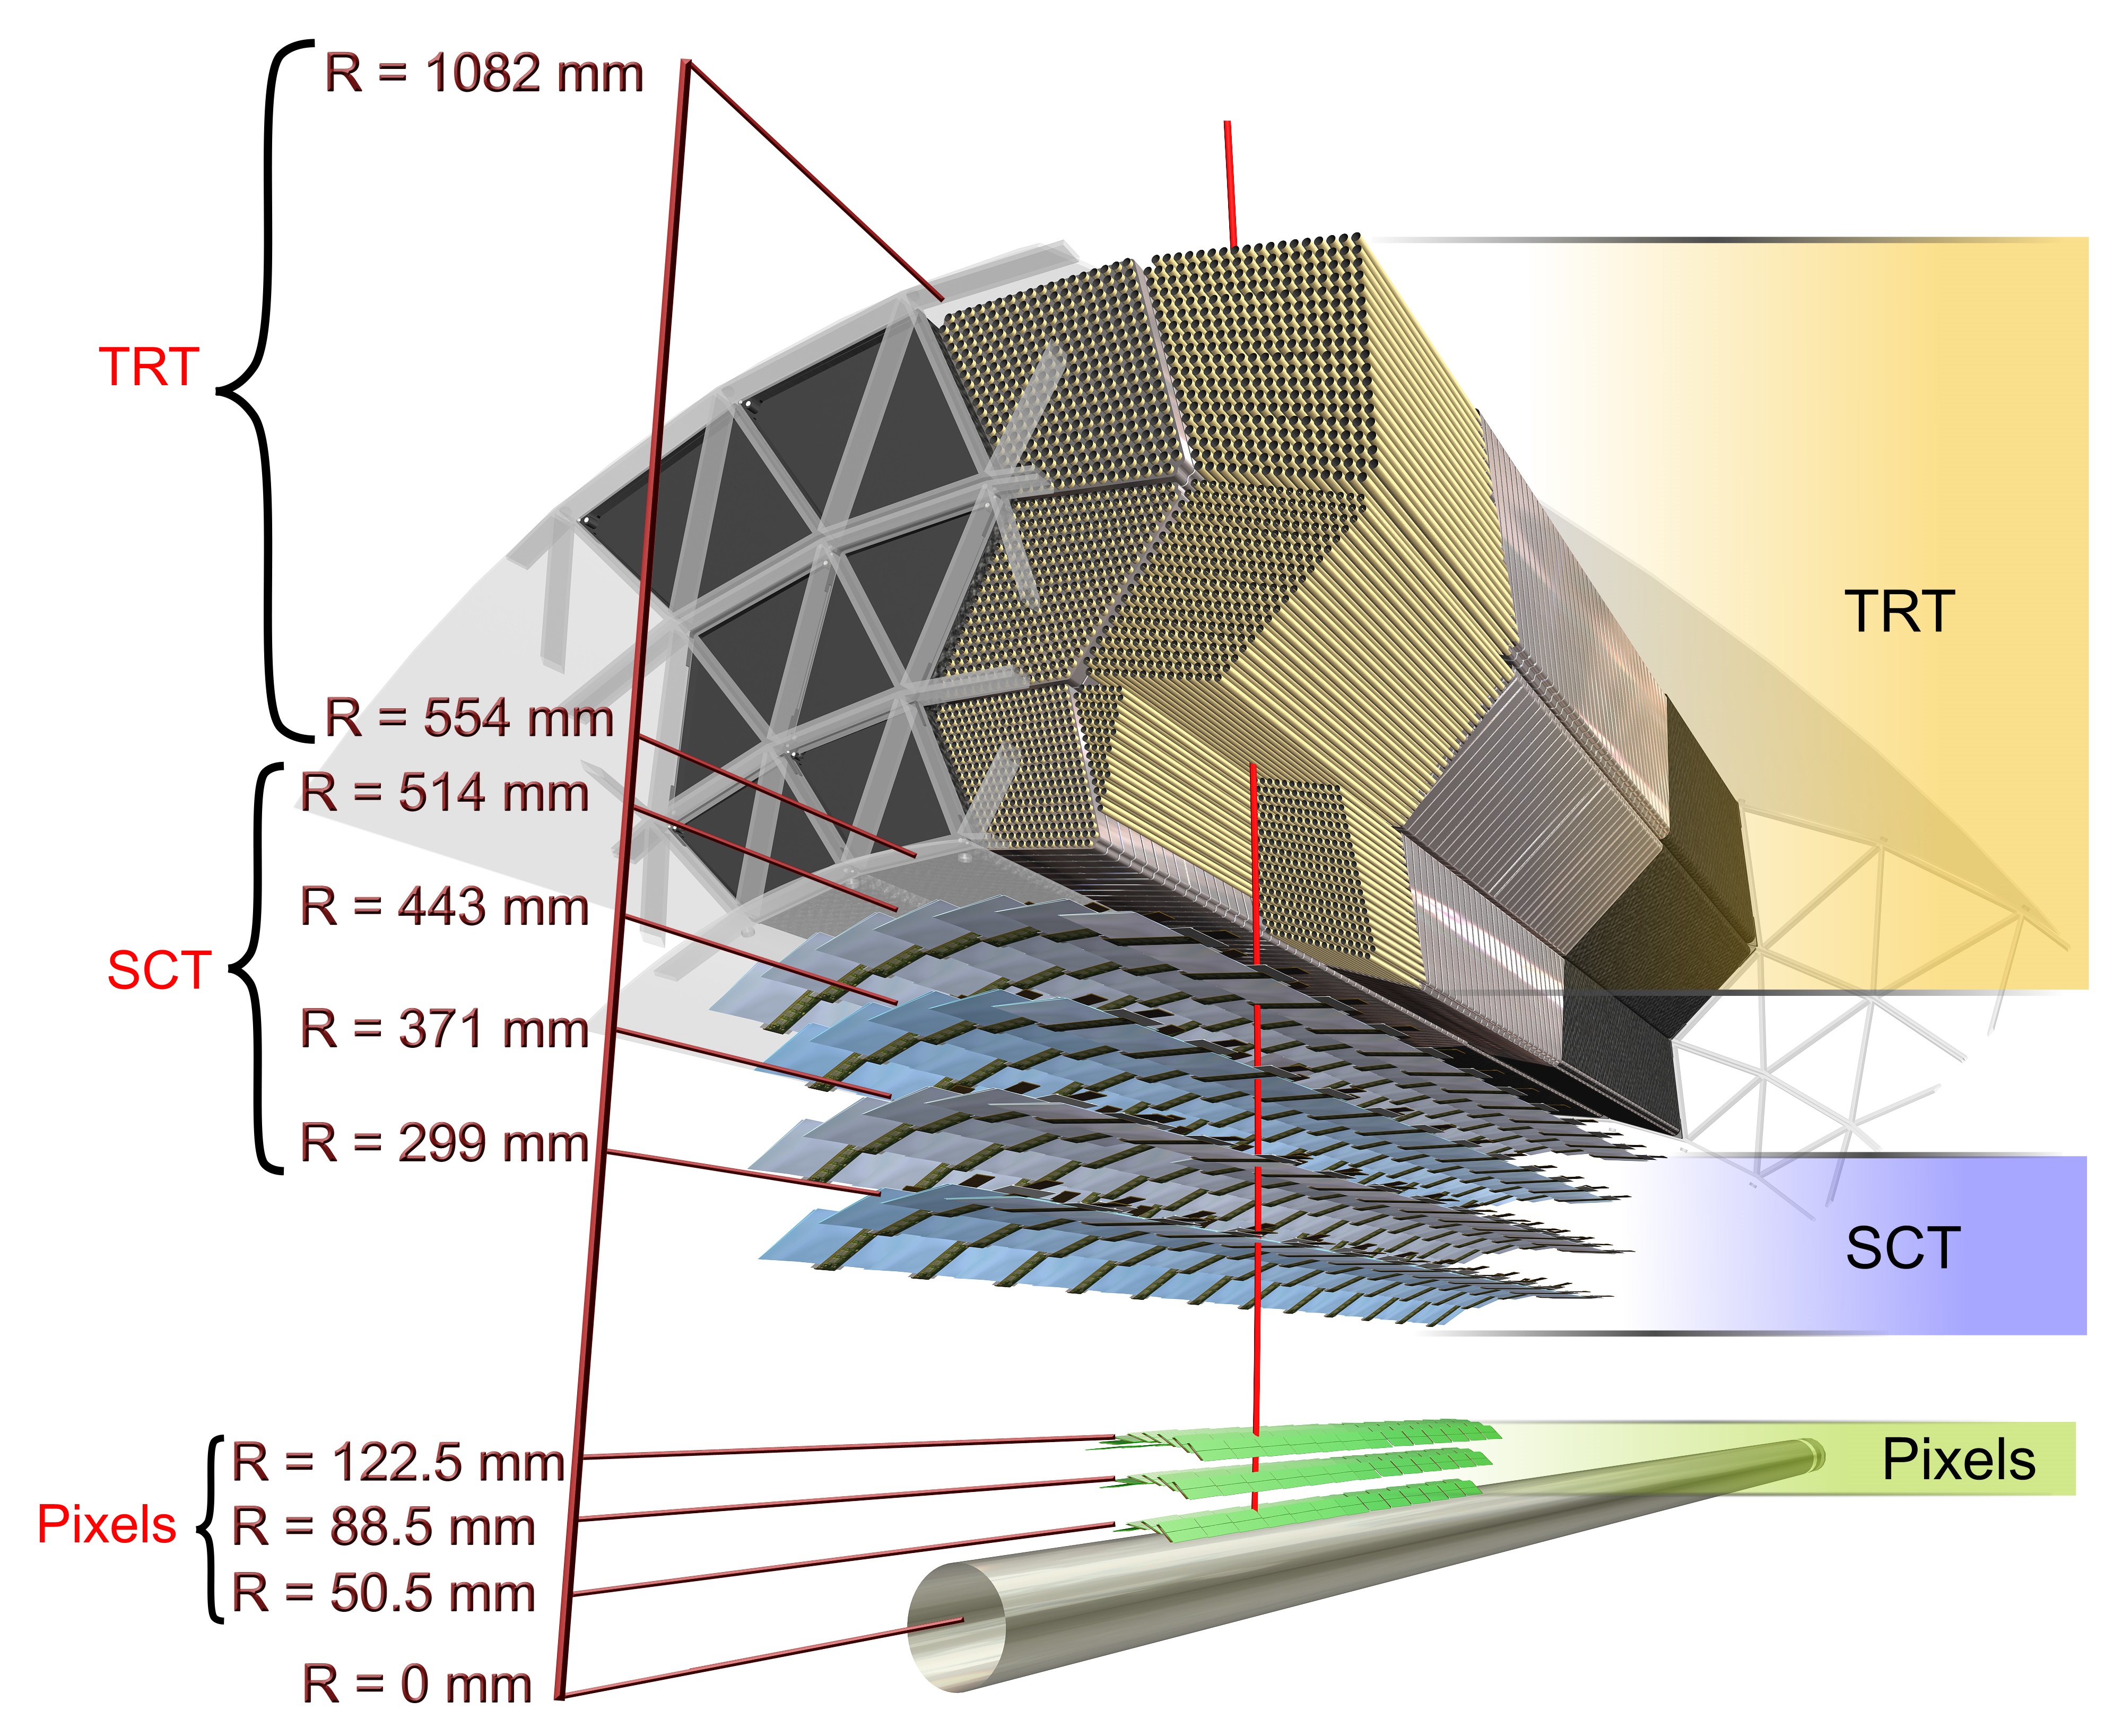 R = 1082 mm
TRT
R = 554 mm
R = 514 mm
R = 443 mm
SCT
R = 371 mm
R = 299 mm
R = 122.5 mm
Pixels
R = 88.5 mm
R = 50.5 mm
R = 0 mm
TRT
SCT
Pixels